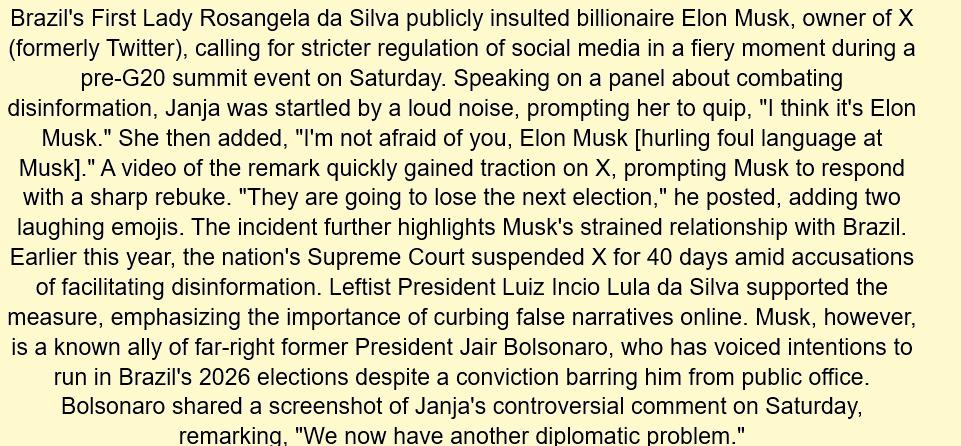 Brazil's First Lady Rosangela da Silva publicly insulted billionaire Elon Musk, owner of X
(formerly Twitter), calling for stricter regulation of social media in a fiery moment during a
pre-G20 summit event on Saturday. Speaking on a panel about combating
disinformation, Janja was startled by a loud noise, prompting her to quip, "I think it's Elon
Musk." She then added, "I'm not afraid of you, Elon Musk [hurling foul language at
Musk]." A video of the remark quickly gained traction on X, prompting Musk to respond
with a sharp rebuke. "They are going to lose the next election," he posted, adding two
laughing emojis. The incident further highlights Musk's strained relationship with Brazil.
Earlier this year, the nation's Supreme Court suspended X for 40 days amid accusations
of facilitating disinformation. Leftist President Luiz Incio Lula da Silva supported the
measure, emphasizing the importance of curbing false narratives online. Musk, however,
is a known ally of far-right former President Jair Bolsonaro, who has voiced intentions to
run in Brazil's 2026 elections despite a conviction barring him from public office.
Bolsonaro shared a screenshot of Janja's controversial comment on Saturday,
remarking, "We now have another diplomatic problem."